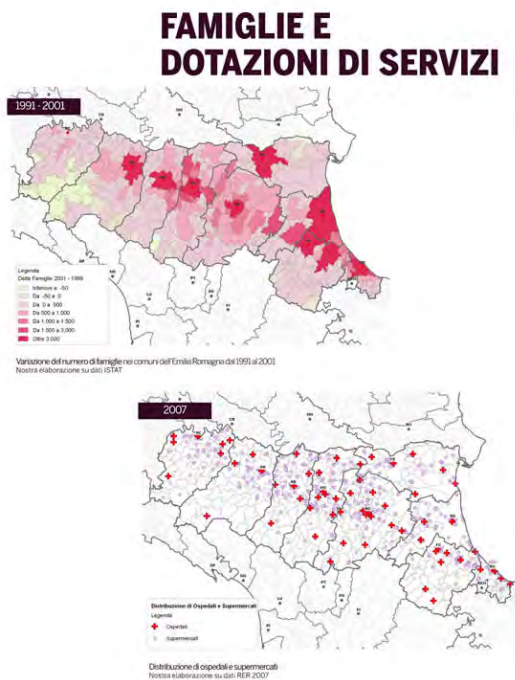 FAMIGLIE E
DOTAZIONI DI SERVIZI
1991 - 2001
Legenda
Delta Famiglie: 2001 - 1999
Inferiore a -50
Da -50 a 0
Da 0 a 500
Da 500 a 1.000
Da 1.000 a 1.500
Da 1.500 a 3.000
Oltre 3.000
Variazione del numero di famiglie nei comuni dell'Emilia Romagna dal 1991 al 2001
Nostra elaborazione su dati ISTAT
2007
Distribuzione di Ospedali e Supermercati
Legenda
Ospedali
Supermercati
Distribuzione di ospedali e supermercati
Nostra elaborazione su dati RER 2007